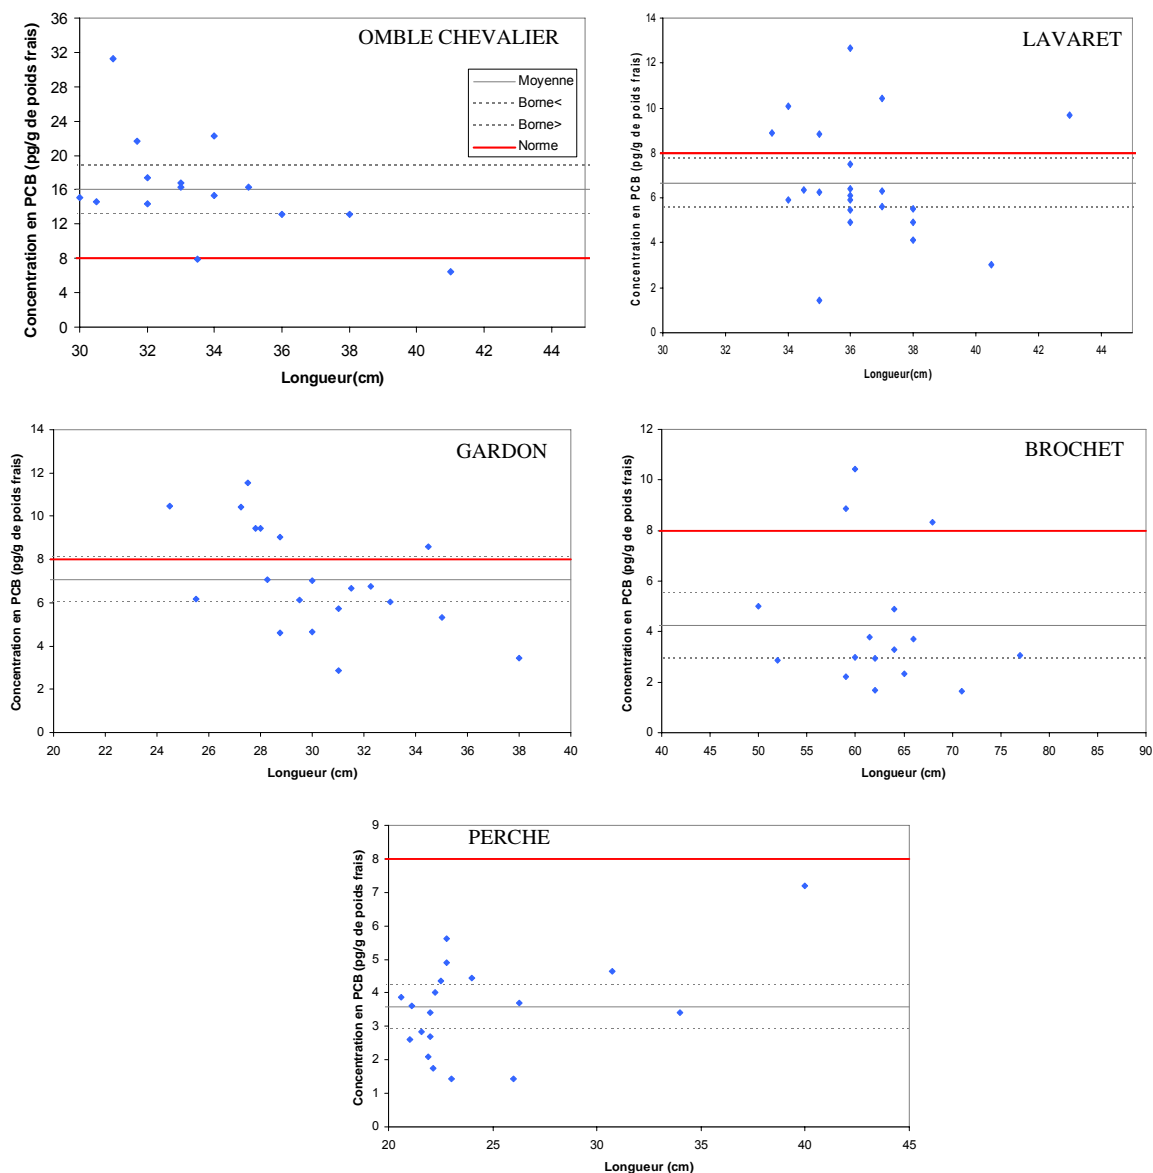 OMBLE CHEVALIER
Concentration en PCB (pg/g de poids frais)
36
32
28
24
20
16
12
8
4
0
Moyenne
Borne<
Borne>
Norme
30 32 34 36 38 40 42 44
Longueur(cm)
LAVARET
Concentration en PCB (pg/g de poids frais)
14
12
10
8
6
4
2
0
30 32 34 36 38 40 42 44
Longueur(cm)
GARDON
Concentration en PCB (pg/g de poids frais)
14
12
10
8
6
4
2
0
20 22 24 26 28 30 32 34 36 38 40
Longueur (cm)
BROCHET
Concentration en PCB (pg/g de poids frais)
12
10
8
6
4
2
0
40 45 50 55 60 65 70 75 80 85 90
Longueur (cm)
PERCHE
Concentration en PCB (pg/g de poids frais)
9
8
7
6
5
4
3
2
1
0
20 25 30 35 40 45
Longueur (cm)